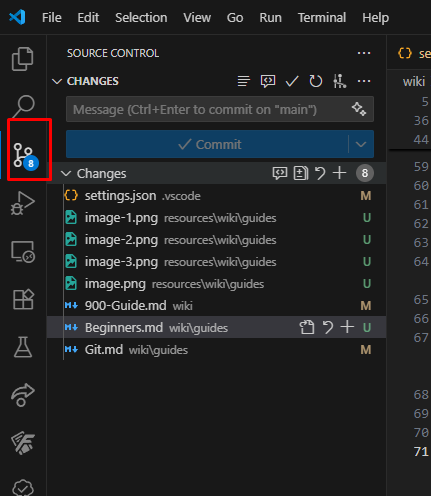 File Edit Selection View Go Run Terminal Help
SOURCE CONTROL
CHANGES
Message (Ctrl+Enter to commit on "main")
Commit
Changes 8
settings.json .vscode M
image-1.png resources\wiki\guides U
image-2.png resources\wiki\guides U
image-3.png resources\wiki\guides U
image.png resources\wiki\guides U
900-Guide.md wiki M
Beginners.md wiki\guides U
Git.md wiki\guides M
8
{} se
wiki
5
36
44
59
60
61
62
63
64
65
66
67
68
69
70
71